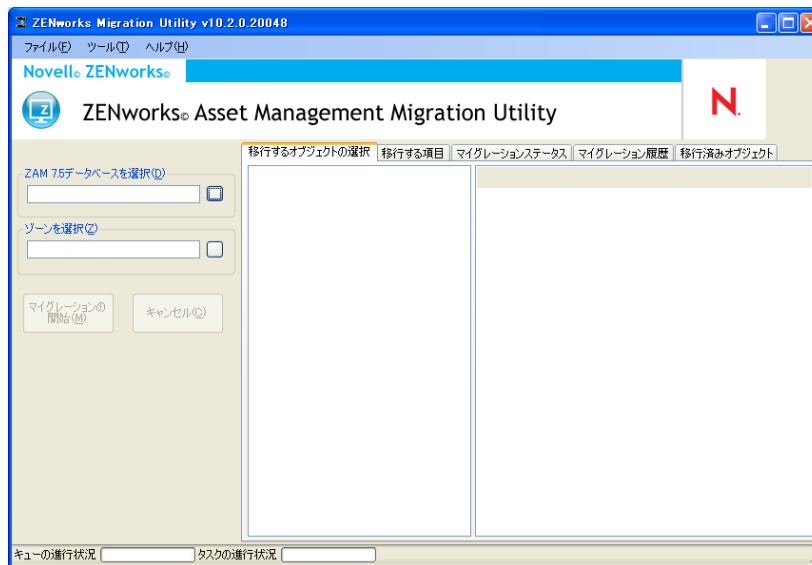 ZENworks Migration Utility v10.2.0.20048
ファイル(F) ツール(T) ヘルプ(H)
Novell® ZENworks®
ZENworks® Asset Management Migration Utility
N.
移行するオブジェクトの選択 移行する項目 マイグレーションステータス マイグレーション履歴 移行済みオブジェクト
ZAM 7.5データベースを選択(D)
ゾーンを選択(Z)
マイグレーションの
開始(M)
キャンセル(C)
キューの進行状況 タスクの進行状況